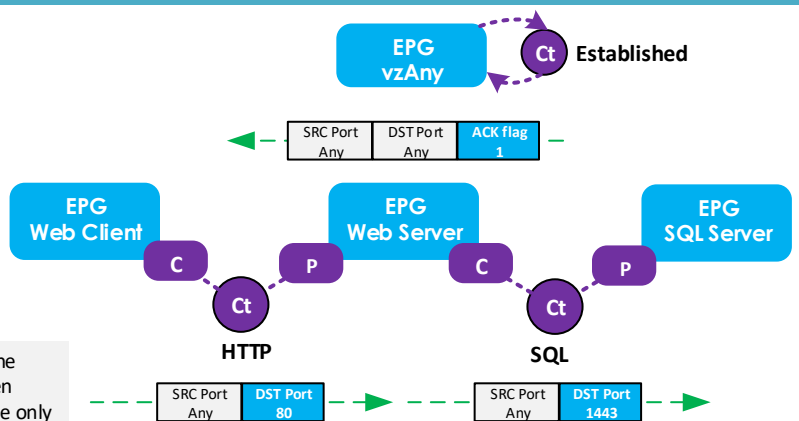 EPG
vzAny
Ct
Established
SRC Port
Any
DST Port
Any
ACK flag
1
EPG
Web Client
EPG
Web Server
EPG
SQL Server
C
P
C
P
Ct
Ct
HTTP
SQL
SRC Port
Any
DST Port
80
SRC Port
Any
DST Port
1443
e only